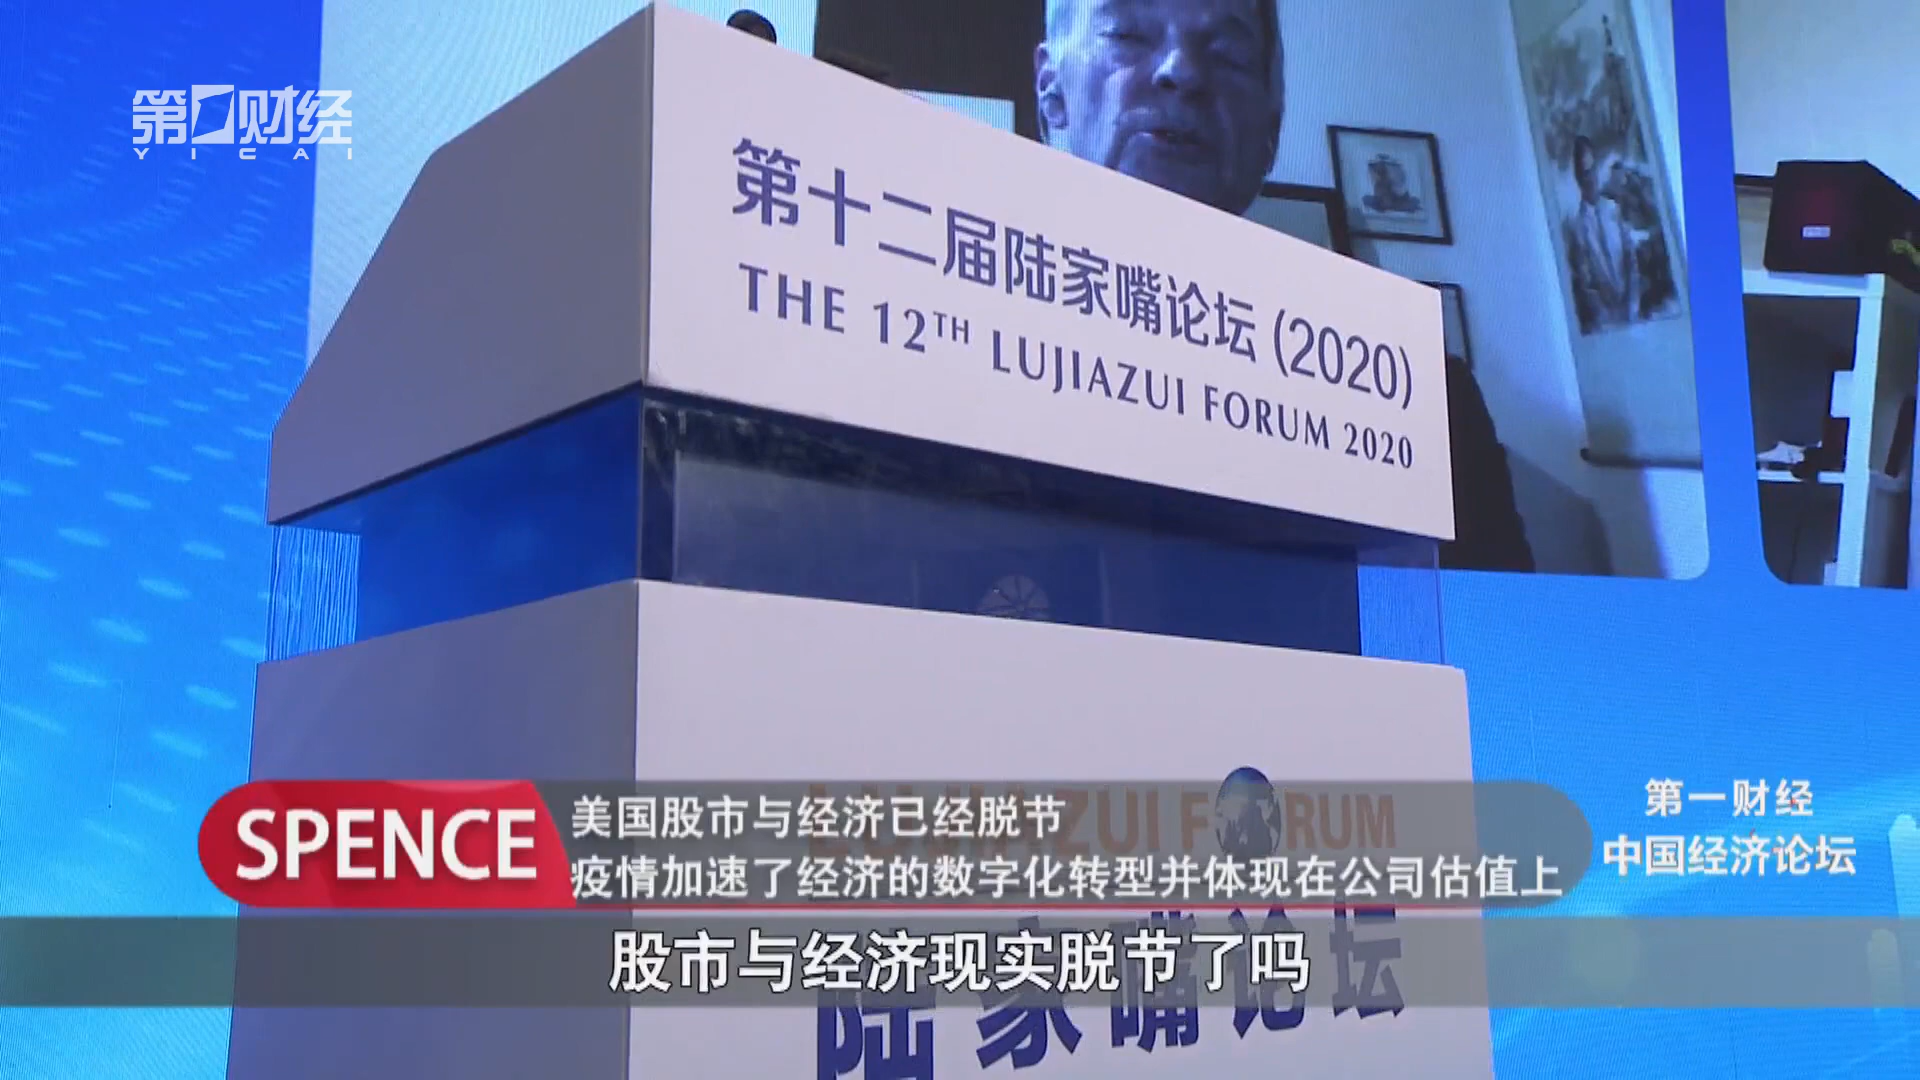 第一财经
YICAI
第十二届陆家嘴论坛 (2020)
THE 12TH LUJIAZUI FORUM 2020
LUJIAZUI FORUM
SPENCE
美国股市与经济已经脱节
疫情加速了经济的数字化转型并体现在公司估值上
第一财经
中国经济论坛
股市与经济现实脱节了吗
陆家嘴论坛